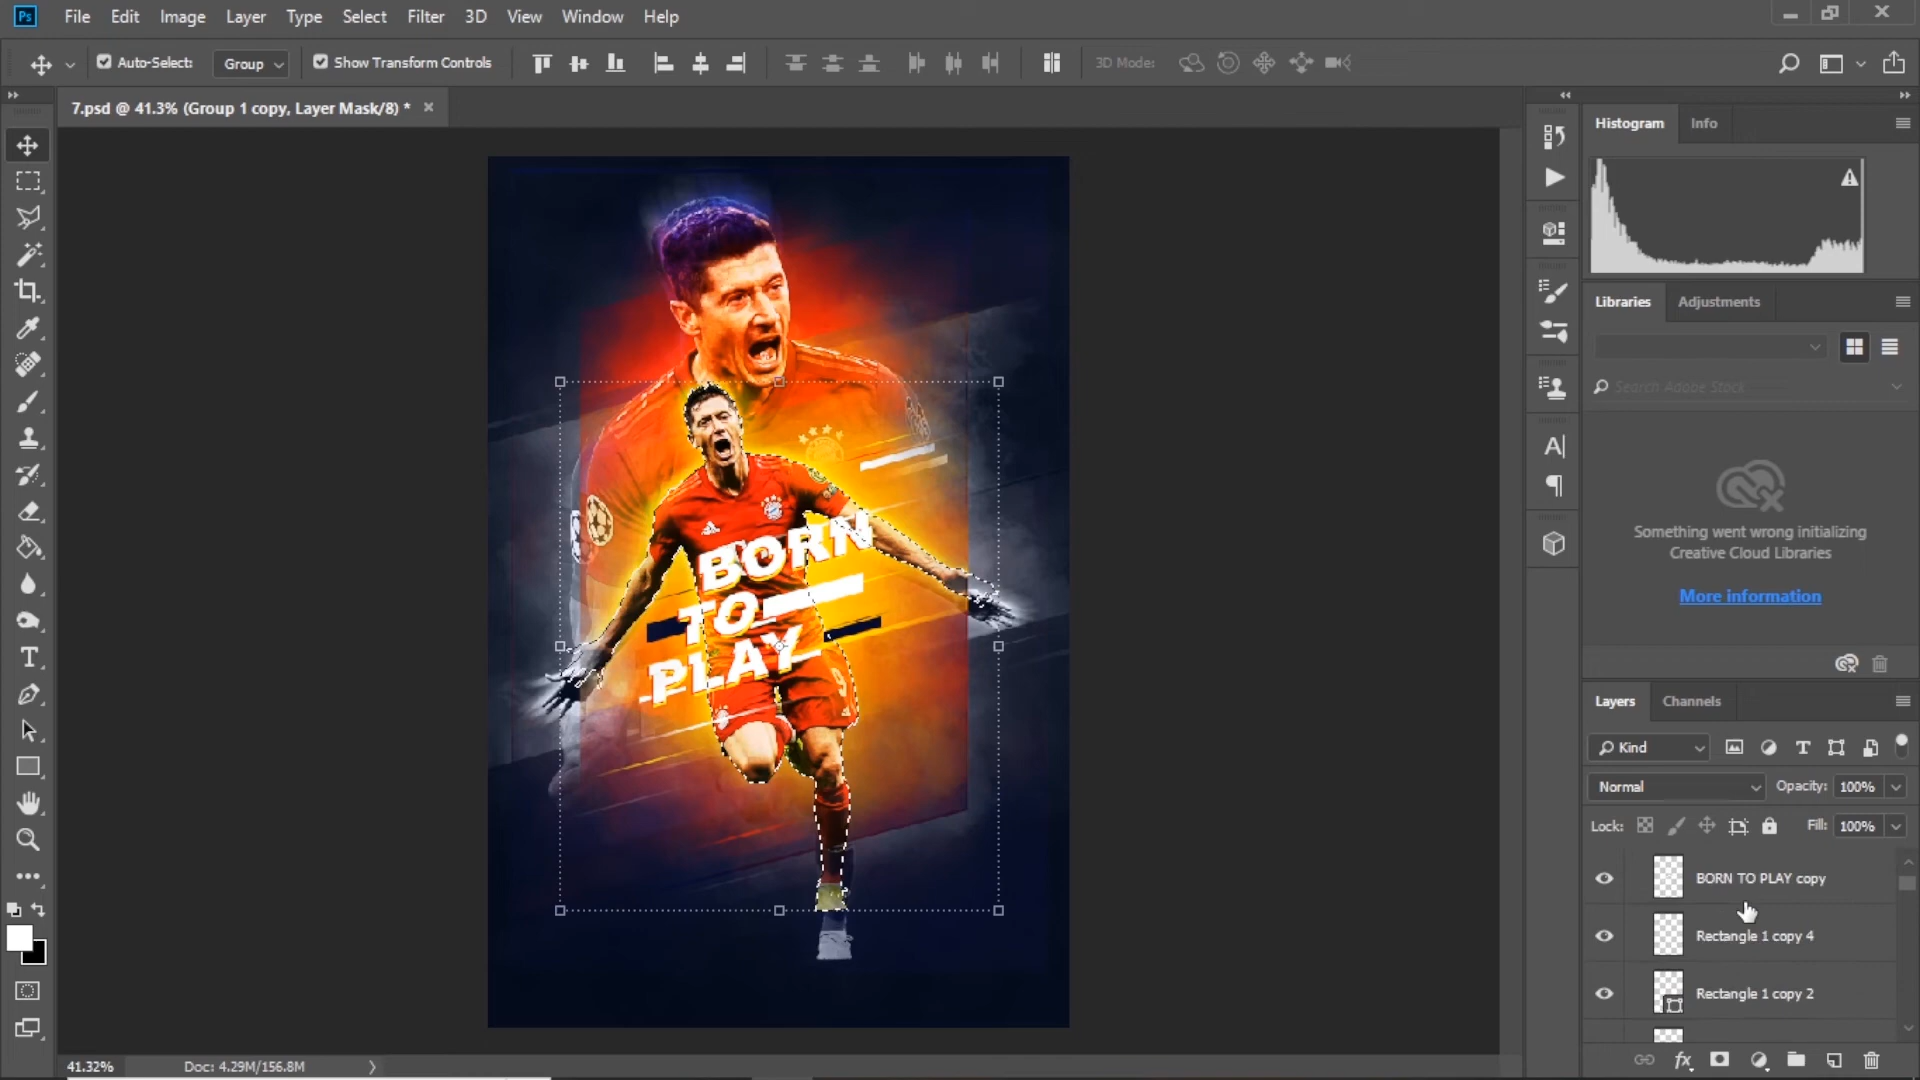 Ps File Edit Image Layer Type Select Filter 3D View Window Help
Auto-Select: Group Show Transform Controls 3D Mode:
7.psd @ 41.3% (Group 1 copy, Layer Mask/8) *
Histogram Info
Libraries Adjustments
Search Adobe Stock
Something went wrong initializing
Creative Cloud Libraries
More information
BORN
TO
PLAY
9
Layers Channels
Kind
Normal Opacity: 100%
Lock: Fill: 100%
BORN TO PLAY copy
Rectangle 1 copy 4
Rectangle 1 copy 2
41.32% Doc: 4.29M/156.8M